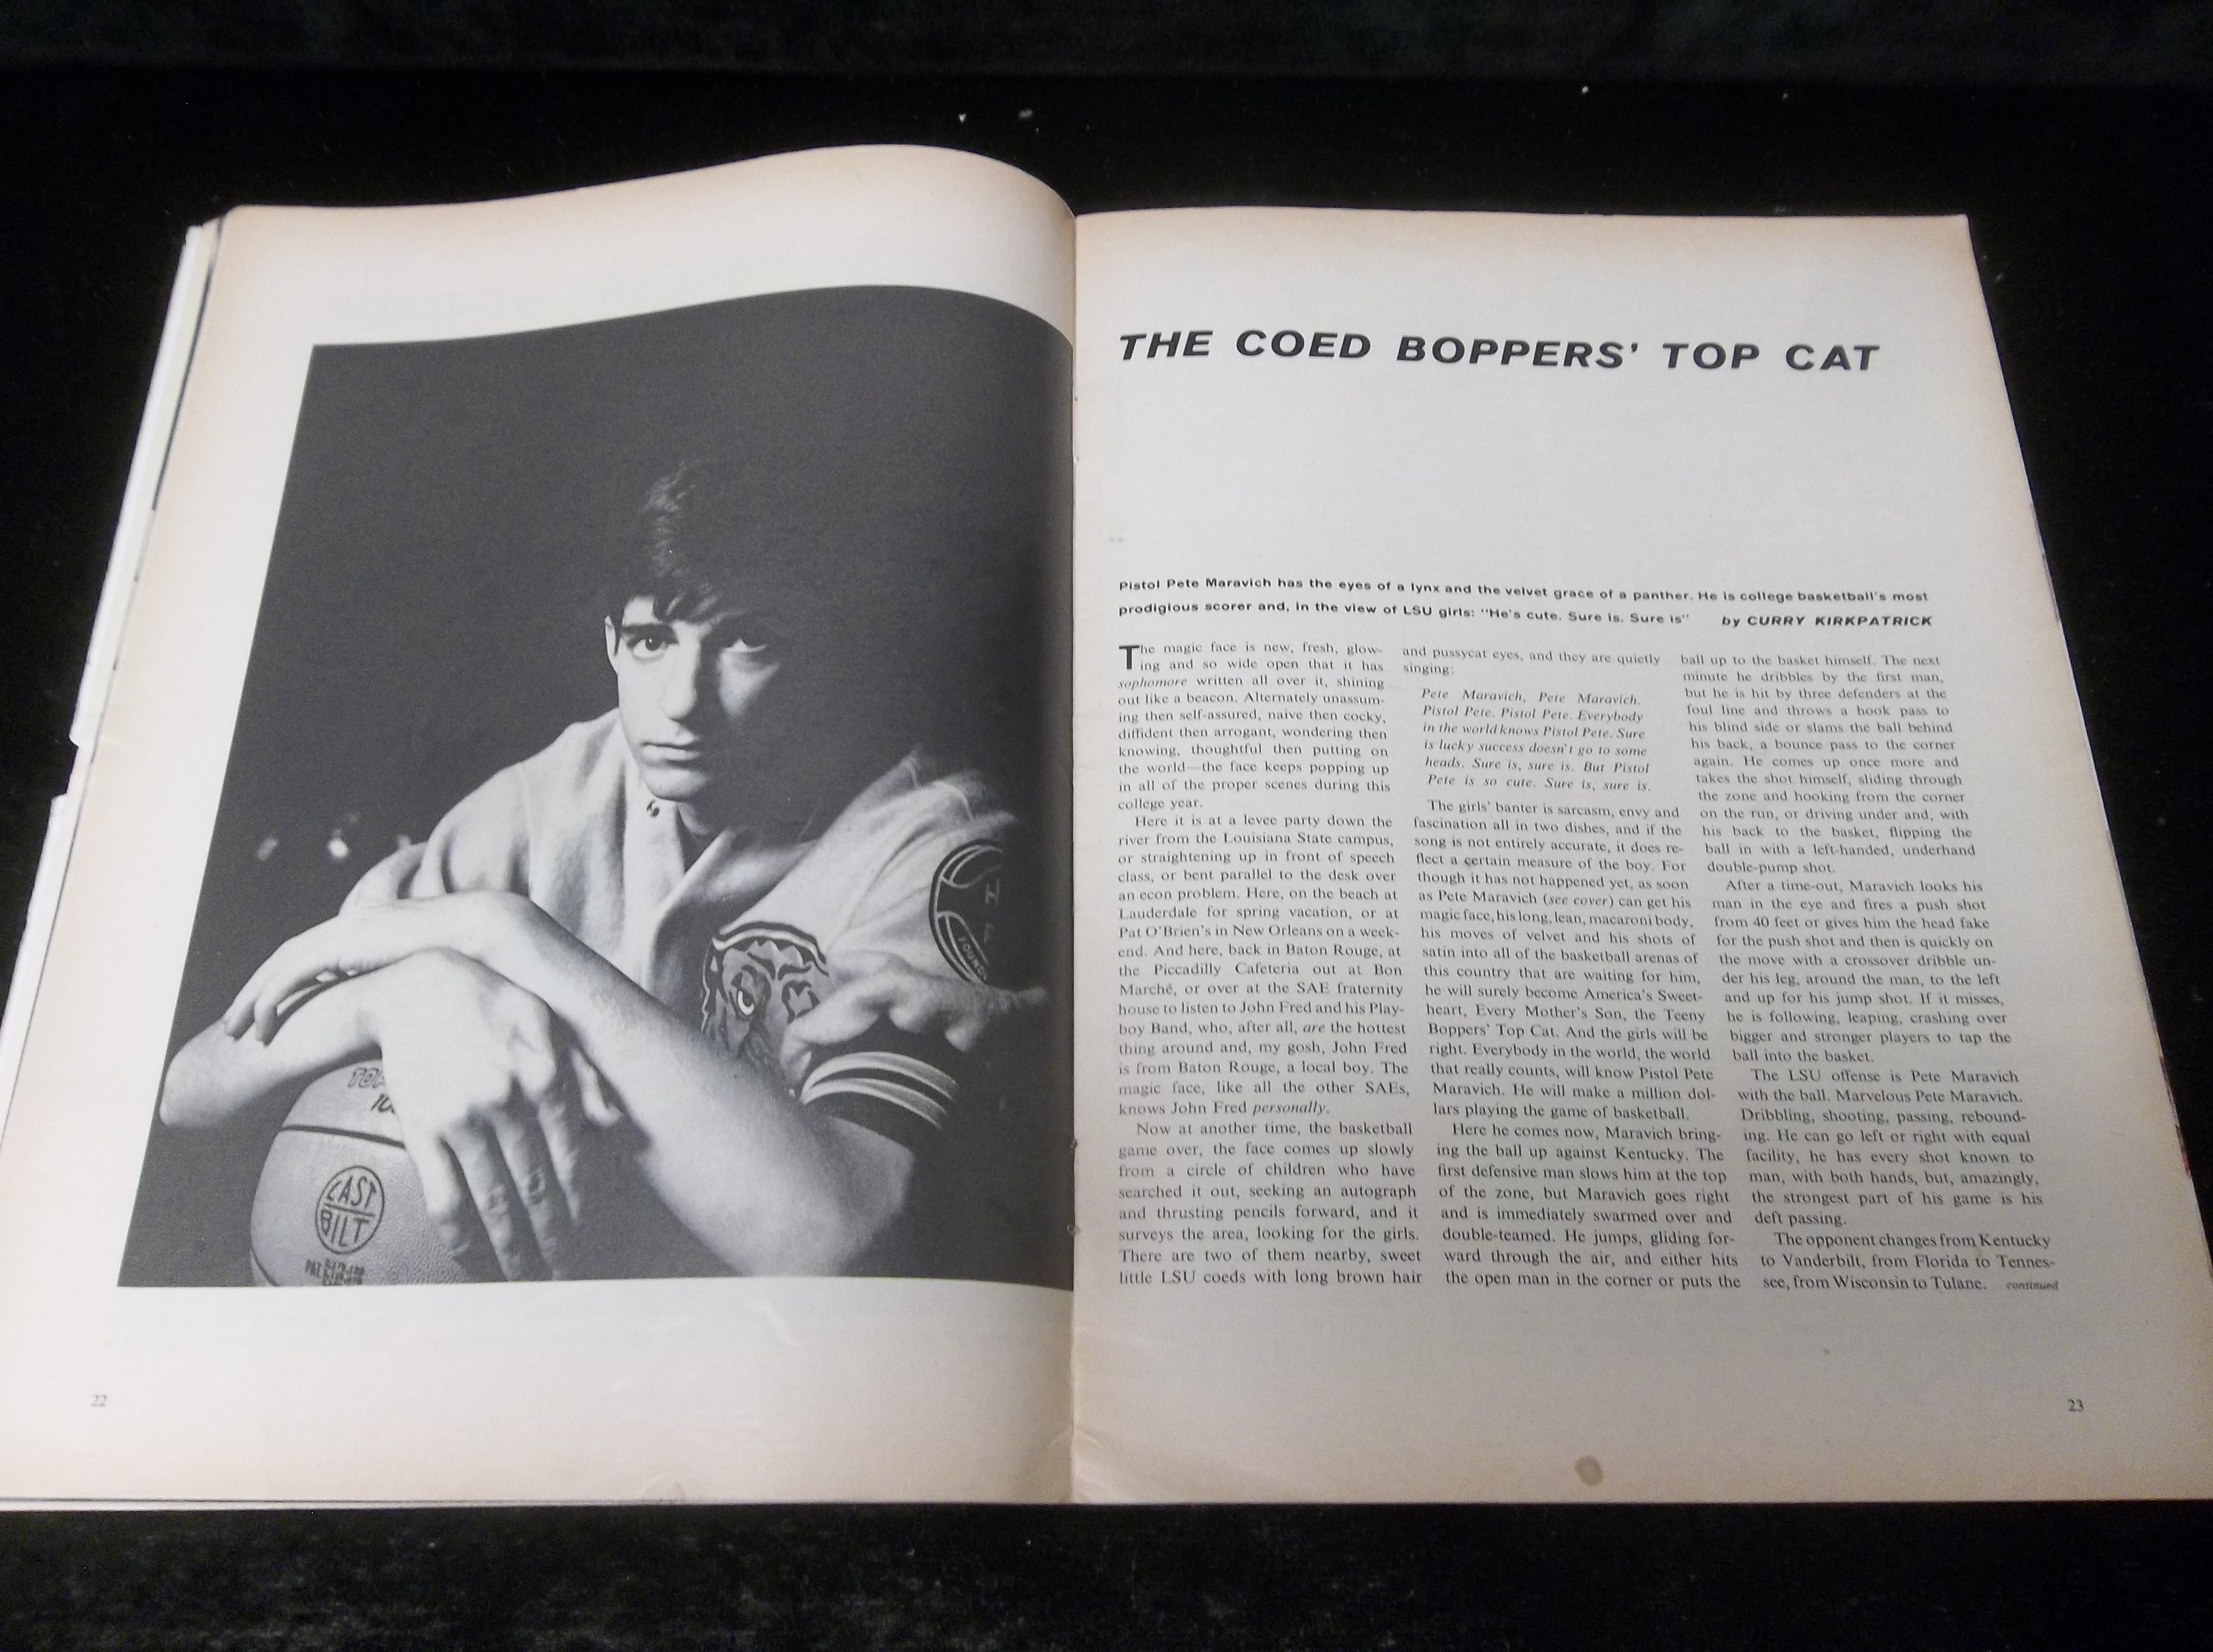 LAST
BILT
22
THE COED BOPPERS' TOP CAT
Pistol Pete Maravich has the eyes of a lynx and the velvet grace of a panther. He is college basketball's most
prodigious scorer and, in the view of LSU girls: "He's cute. Sure is. Sure is" by CURRY KIRKPATRICK
The magic face is new, fresh, glow-
ing and so wide open that it has
sophomore written all over it, shining
out like a beacon. Alternately unassum-
ing then self-assured, naive then cocky,
diffident then arrogant, wondering then
knowing, thoughtful then putting on
the world—the face keeps popping up
in all of the proper scenes during this
college year.
Here it is at a levee party down the
river from the Louisiana State campus,
or straightening up in front of speech
class, or bent parallel to the desk over
an econ problem. Here, on the beach at
Lauderdale for spring vacation, or at
Pat O'Brien's in New Orleans on a week-
end. And here, back in Baton Rouge, at
the Piccadilly Cafeteria out at Bon
Marché, or over at the SAE fraternity
house to listen to John Fred and his Play-
boy Band, who, after all, are the hottest
thing around and, my gosh, John Fred
is from Baton Rouge, a local boy. The
magic face, like all the other SAEs,
knows John Fred personally.
Now at another time, the basketball
game over, the face comes up slowly
from a circle of children who have
searched it out, seeking an autograph
and thrusting pencils forward, and it
surveys the area, looking for the girls.
There are two of them nearby, sweet
little LSU coeds with long brown hair
and pussycat eyes, and they are quietly
singing:
Pete Maravich, Pete Maravich.
Pistol Pete. Pistol Pete. Everybody
in the world knows Pistol Pete. Sure
is lucky success doesn't go to some
heads. Sure is, sure is. But Pistol
Pete is so cute. Sure is, sure is.
The girls' banter is sarcasm, envy and
fascination all in two dishes, and if the
song is not entirely accurate, it does re-
flect a certain measure of the boy. For
though it has not happened yet, as soon
as Pete Maravich (see cover) can get his
magic face, his long, lean, macaroni body,
his moves of velvet and his shots of
satin into all of the basketball arenas of
this country that are waiting for him,
he will surely become America's Sweet-
heart, Every Mother's Son, the Teeny
Boppers' Top Cat. And the girls will be
right. Everybody in the world, the world
that really counts, will know Pistol Pete
Maravich. He will make a million dol-
lars playing the game of basketball.
Here he comes now, Maravich bring-
ing the ball up against Kentucky. The
first defensive man slows him at the top
of the zone, but Maravich goes right
and is immediately swarmed over and
double-teamed. He jumps, gliding for-
ward through the air, and either hits
the open man in the corner or puts the
ball up to the basket himself. The next
minute he dribbles by the first man,
but he is hit by three defenders at the
foul line and throws a hook pass to
his blind side or slams the ball behind
his back, a bounce pass to the corner
again. He comes up once more and
takes the shot himself, sliding through
the zone and hooking from the corner
on the run, or driving under and, with
his back to the basket, flipping the
ball in with a left-handed, underhand
double-pump shot.
After a time-out, Maravich looks his
man in the eye and fires a push shot
from 40 feet or gives him the head fake
for the push shot and then is quickly on
the move with a crossover dribble un-
der his leg, around the man, to the left
and up for his jump shot. If it misses,
he is following, leaping, crashing over
bigger and stronger players to tap the
ball into the basket.
The LSU offense is Pete Maravich
with the ball. Marvelous Pete Maravich.
Dribbling, shooting, passing, rebound-
ing. He can go left or right with equal
facility, he has every shot known to
man, with both hands, but, amazingly,
the strongest part of his game is his
deft passing.
The opponent changes from Kentucky
to Vanderbilt, from Florida to Tennes-
see, from Wisconsin to Tulane. continued
23